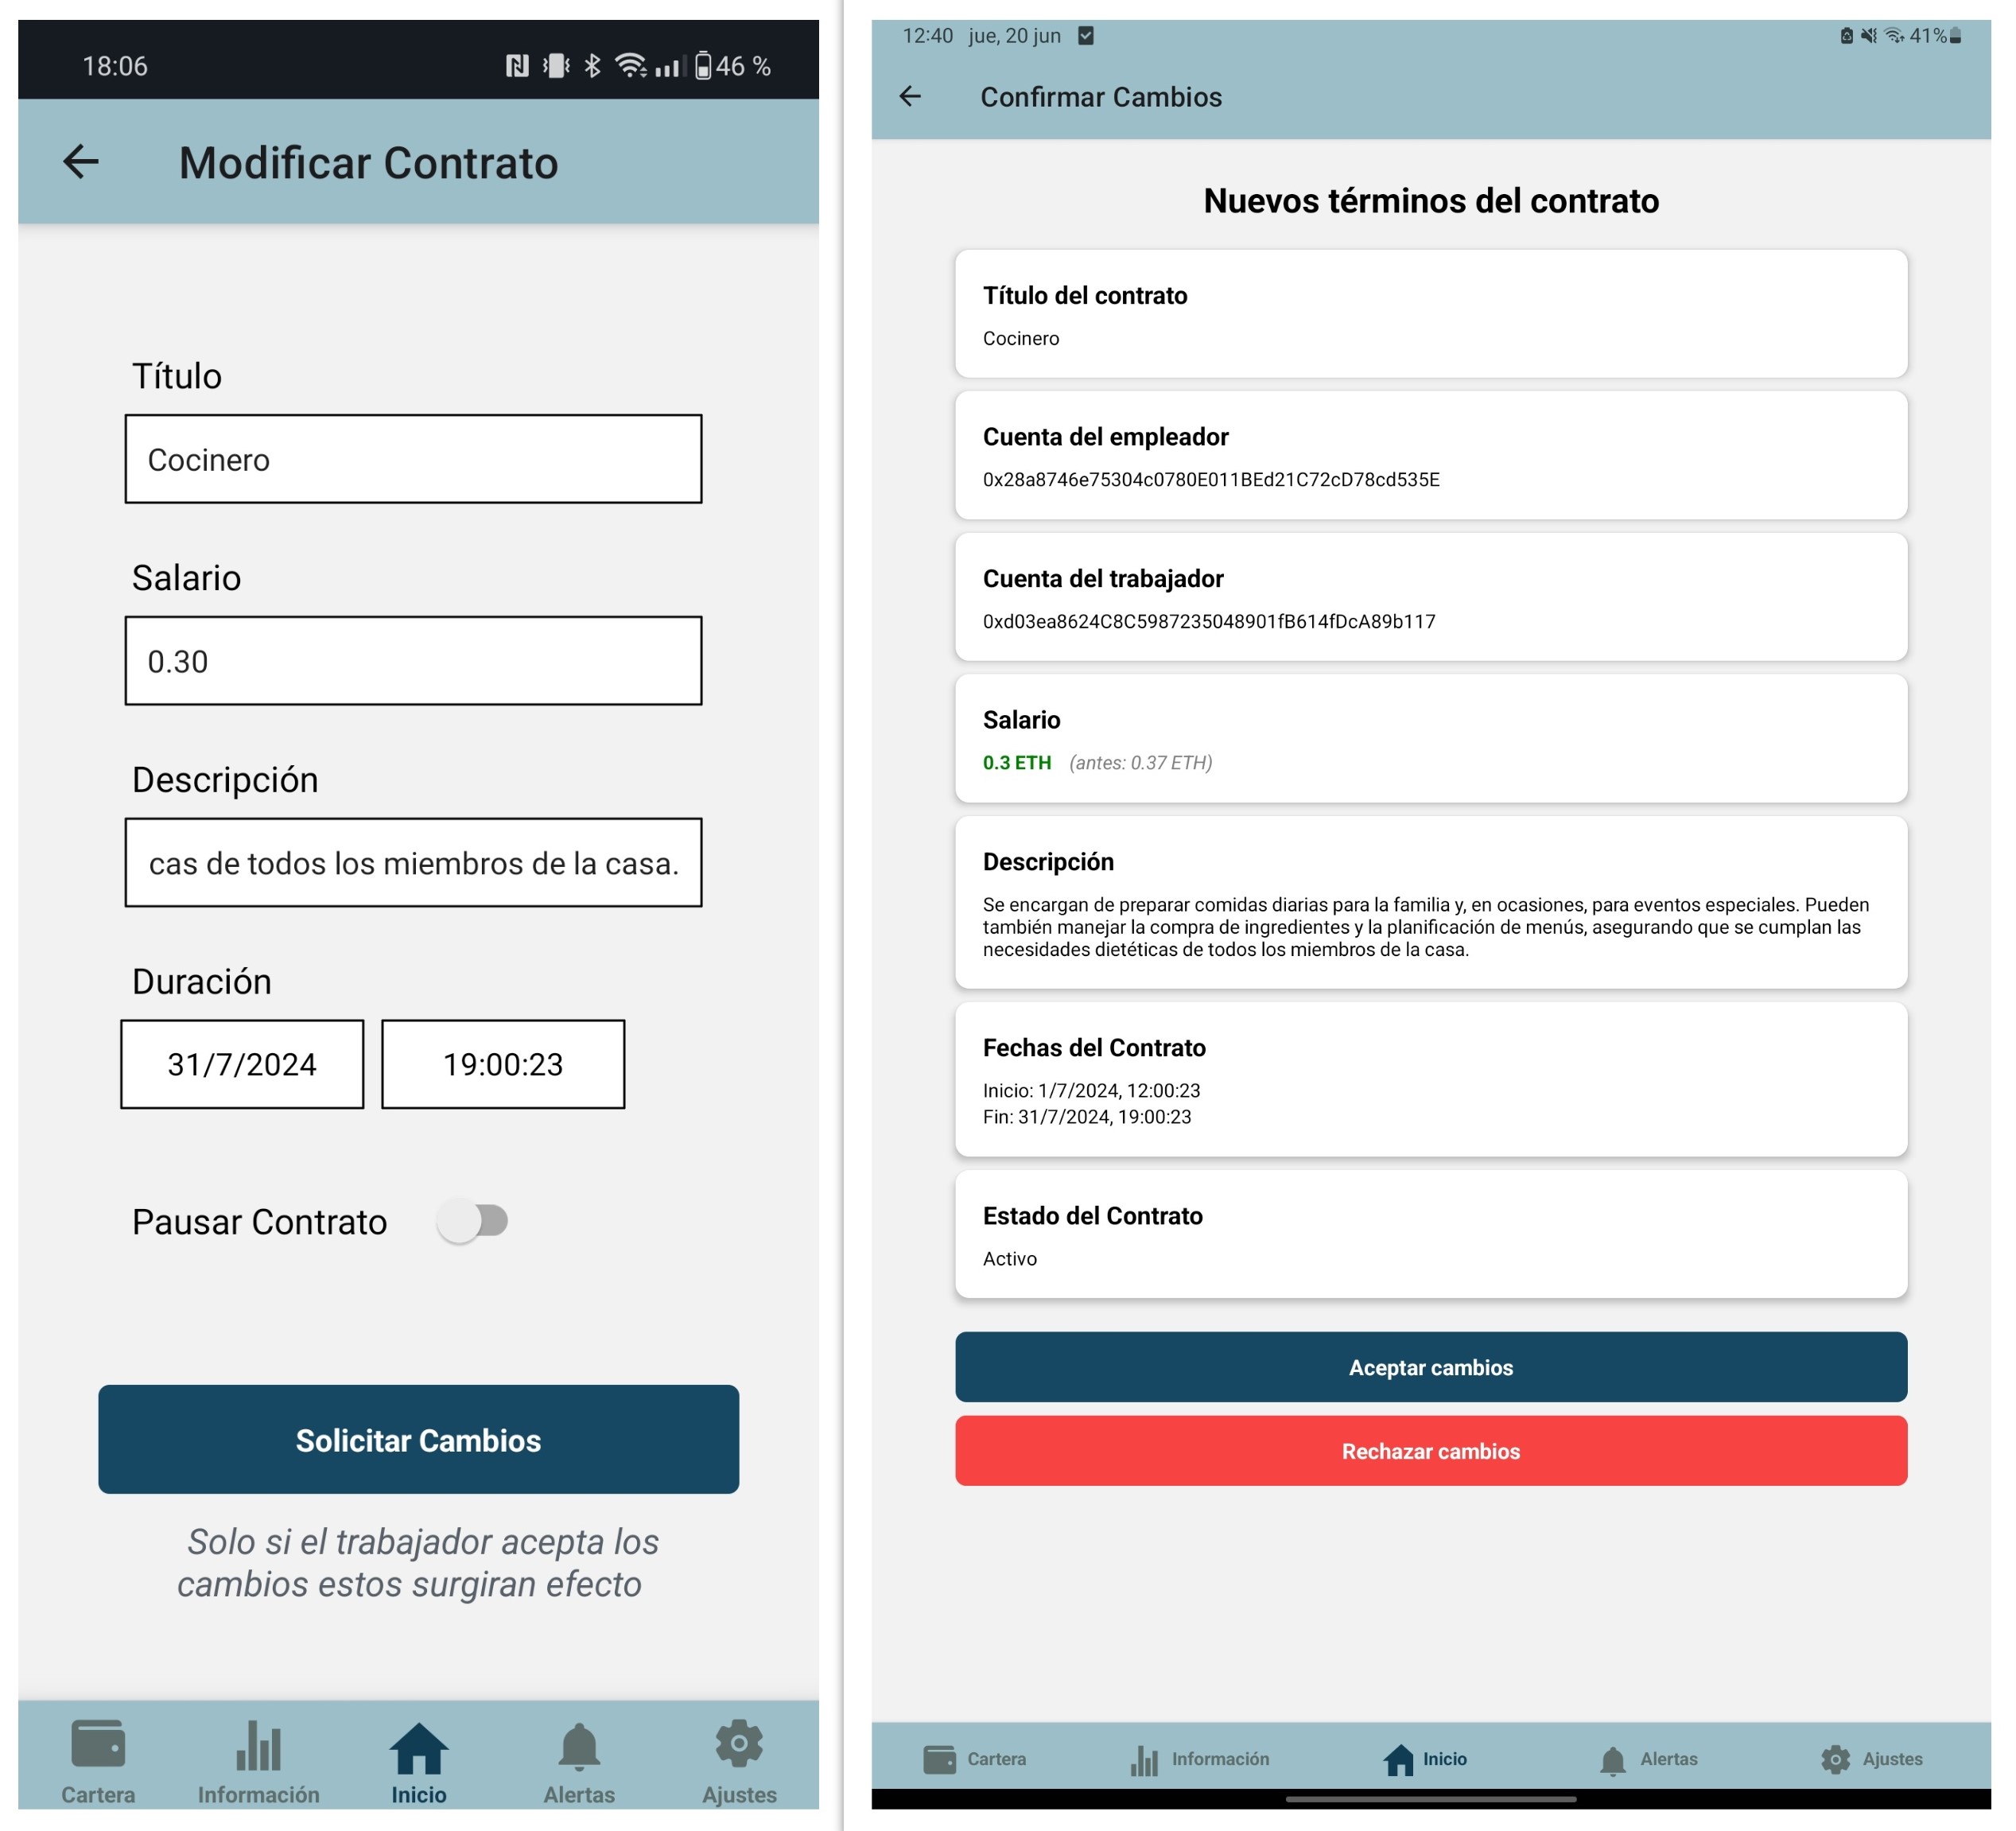 18:06
46 %
Modificar Contrato
Título
Cocinero
Salario
0.30
Descripción
cas de todos los miembros de la casa.
Duración
31/7/2024 19:00:23
Pausar Contrato
Solicitar Cambios
Solo si el trabajador acepta los
cambios estos surgiran efecto
Cartera Información Inicio Alertas Ajustes
12:40 jue, 20 jun
41%
Confirmar Cambios
Nuevos términos del contrato
Título del contrato
Cocinero
Cuenta del empleador
0x28a8746e75304c0780E011BEd21C72cD78cd535E
Cuenta del trabajador
0xd03ea8624C8C5987235048901fB614fDcA89b117
Salario
0.3 ETH (antes: 0.37 ETH)
Descripción
Se encargan de preparar comidas diarias para la familia y, en ocasiones, para eventos especiales. Pueden
también manejar la compra de ingredientes y la planificación de menús, asegurando que se cumplan las
necesidades dietéticas de todos los miembros de la casa.
Fechas del Contrato
Inicio: 1/7/2024, 12:00:23
Fin: 31/7/2024, 19:00:23
Estado del Contrato
Activo
Aceptar cambios
Rechazar cambios
Cartera Información Inicio Alertas Ajustes